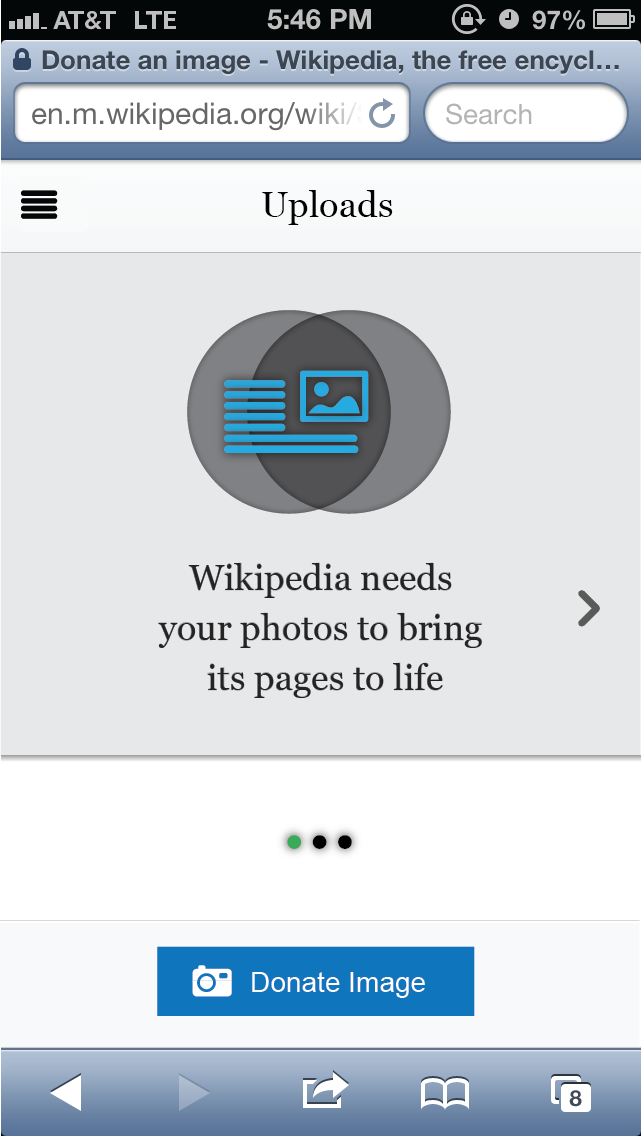 AT&T LTE 5:46 PM 97%
Donate an image - Wikipedia, the free encycl...
en.m.wikipedia.org/wiki/ Search
Uploads
Wikipedia needs
your photos to bring
its pages to life
Donate Image
8